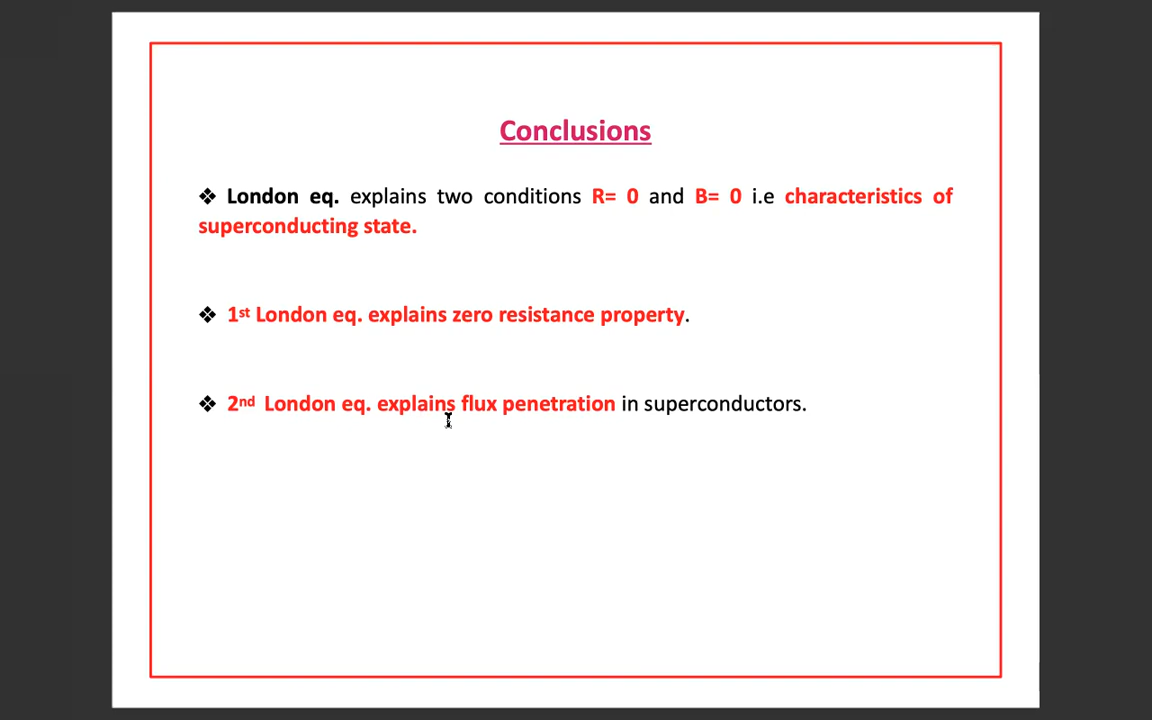 Conclusions
❖ London eq. explains two conditions R= 0 and B= 0 i.e characteristics of
superconducting state.
❖ 1st London eq. explains zero resistance property.
❖ 2nd London eq. explains flux penetration in superconductors.